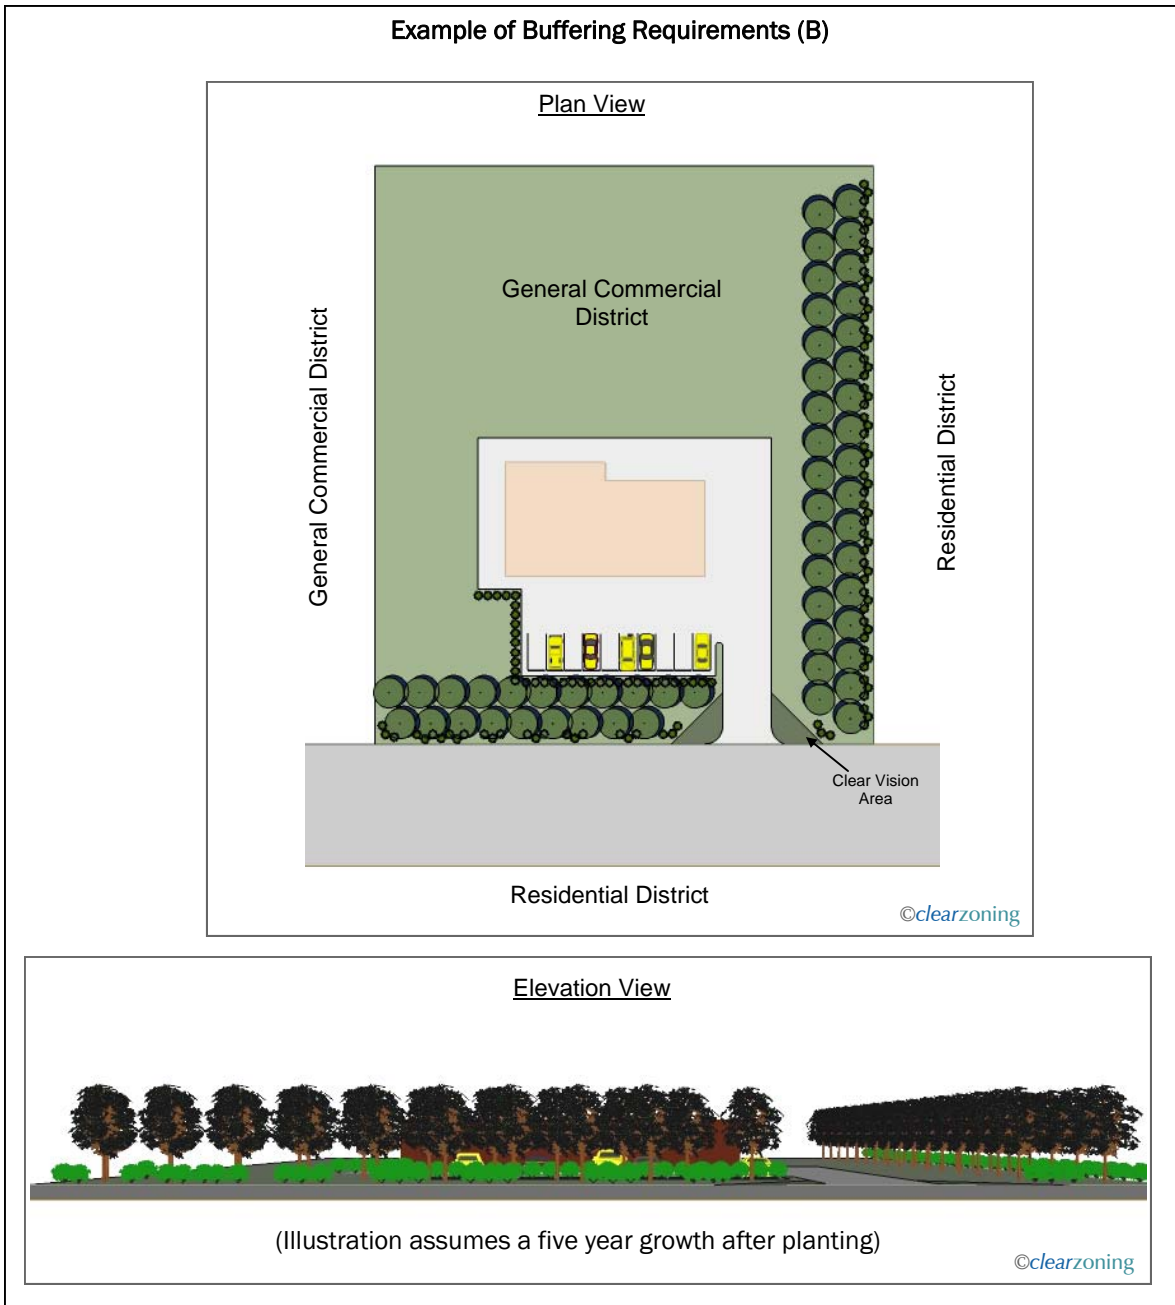 Example of Buffering Requirements (B)
Plan View
General Commercial
District
General Commercial District
Residential District
Clear Vision
Area
Residential District
©clearzoning
Elevation View
(Illustration assumes a five year growth after planting)
©clearzoning